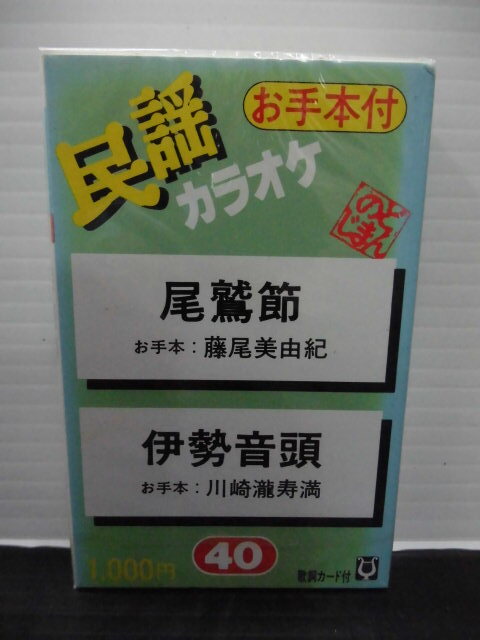 お手本付
民謡
カラオケ
のど
じまん
尾鷲節
お手本：藤尾美由紀
伊勢音頭
お手本：川崎瀧寿満
40
1.000円
歌詞カード付